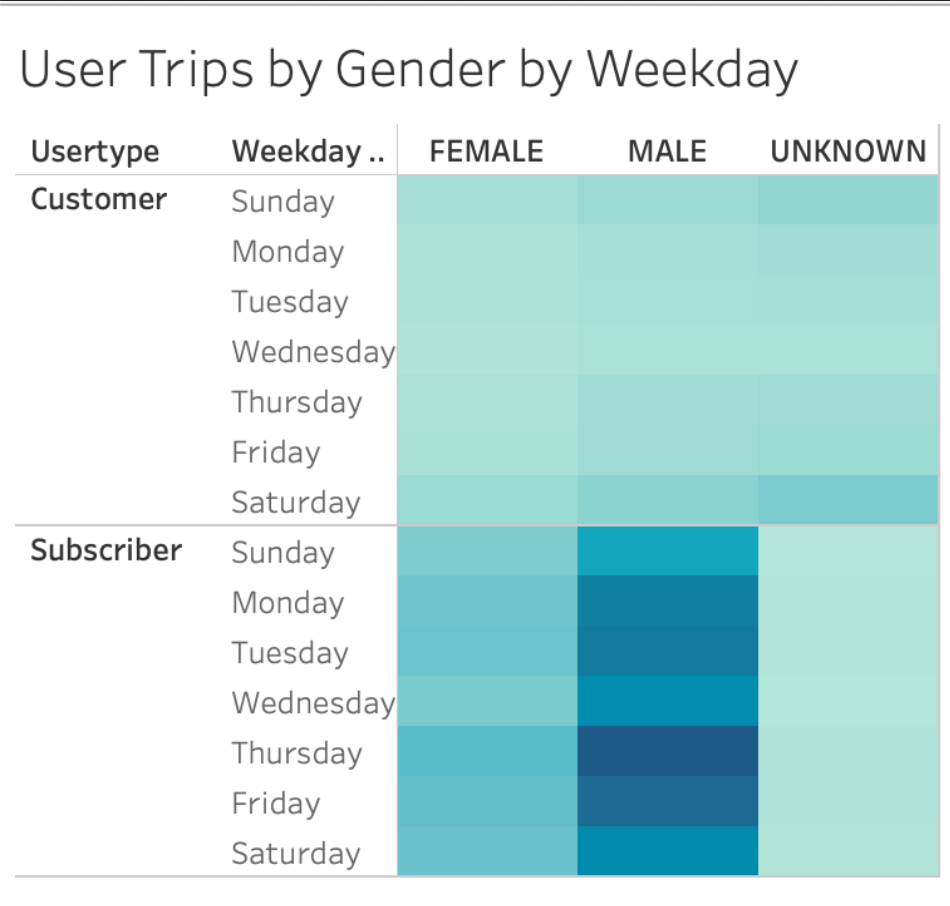 User Trips by Gender by Weekday
Usertype Weekday .. FEMALE MALE UNKNOWN
Customer Sunday
Monday
Tuesday
Wednesday
Thursday
Friday
Saturday
Subscriber Sunday
Monday
Tuesday
Wednesday
Thursday
Friday
Saturday